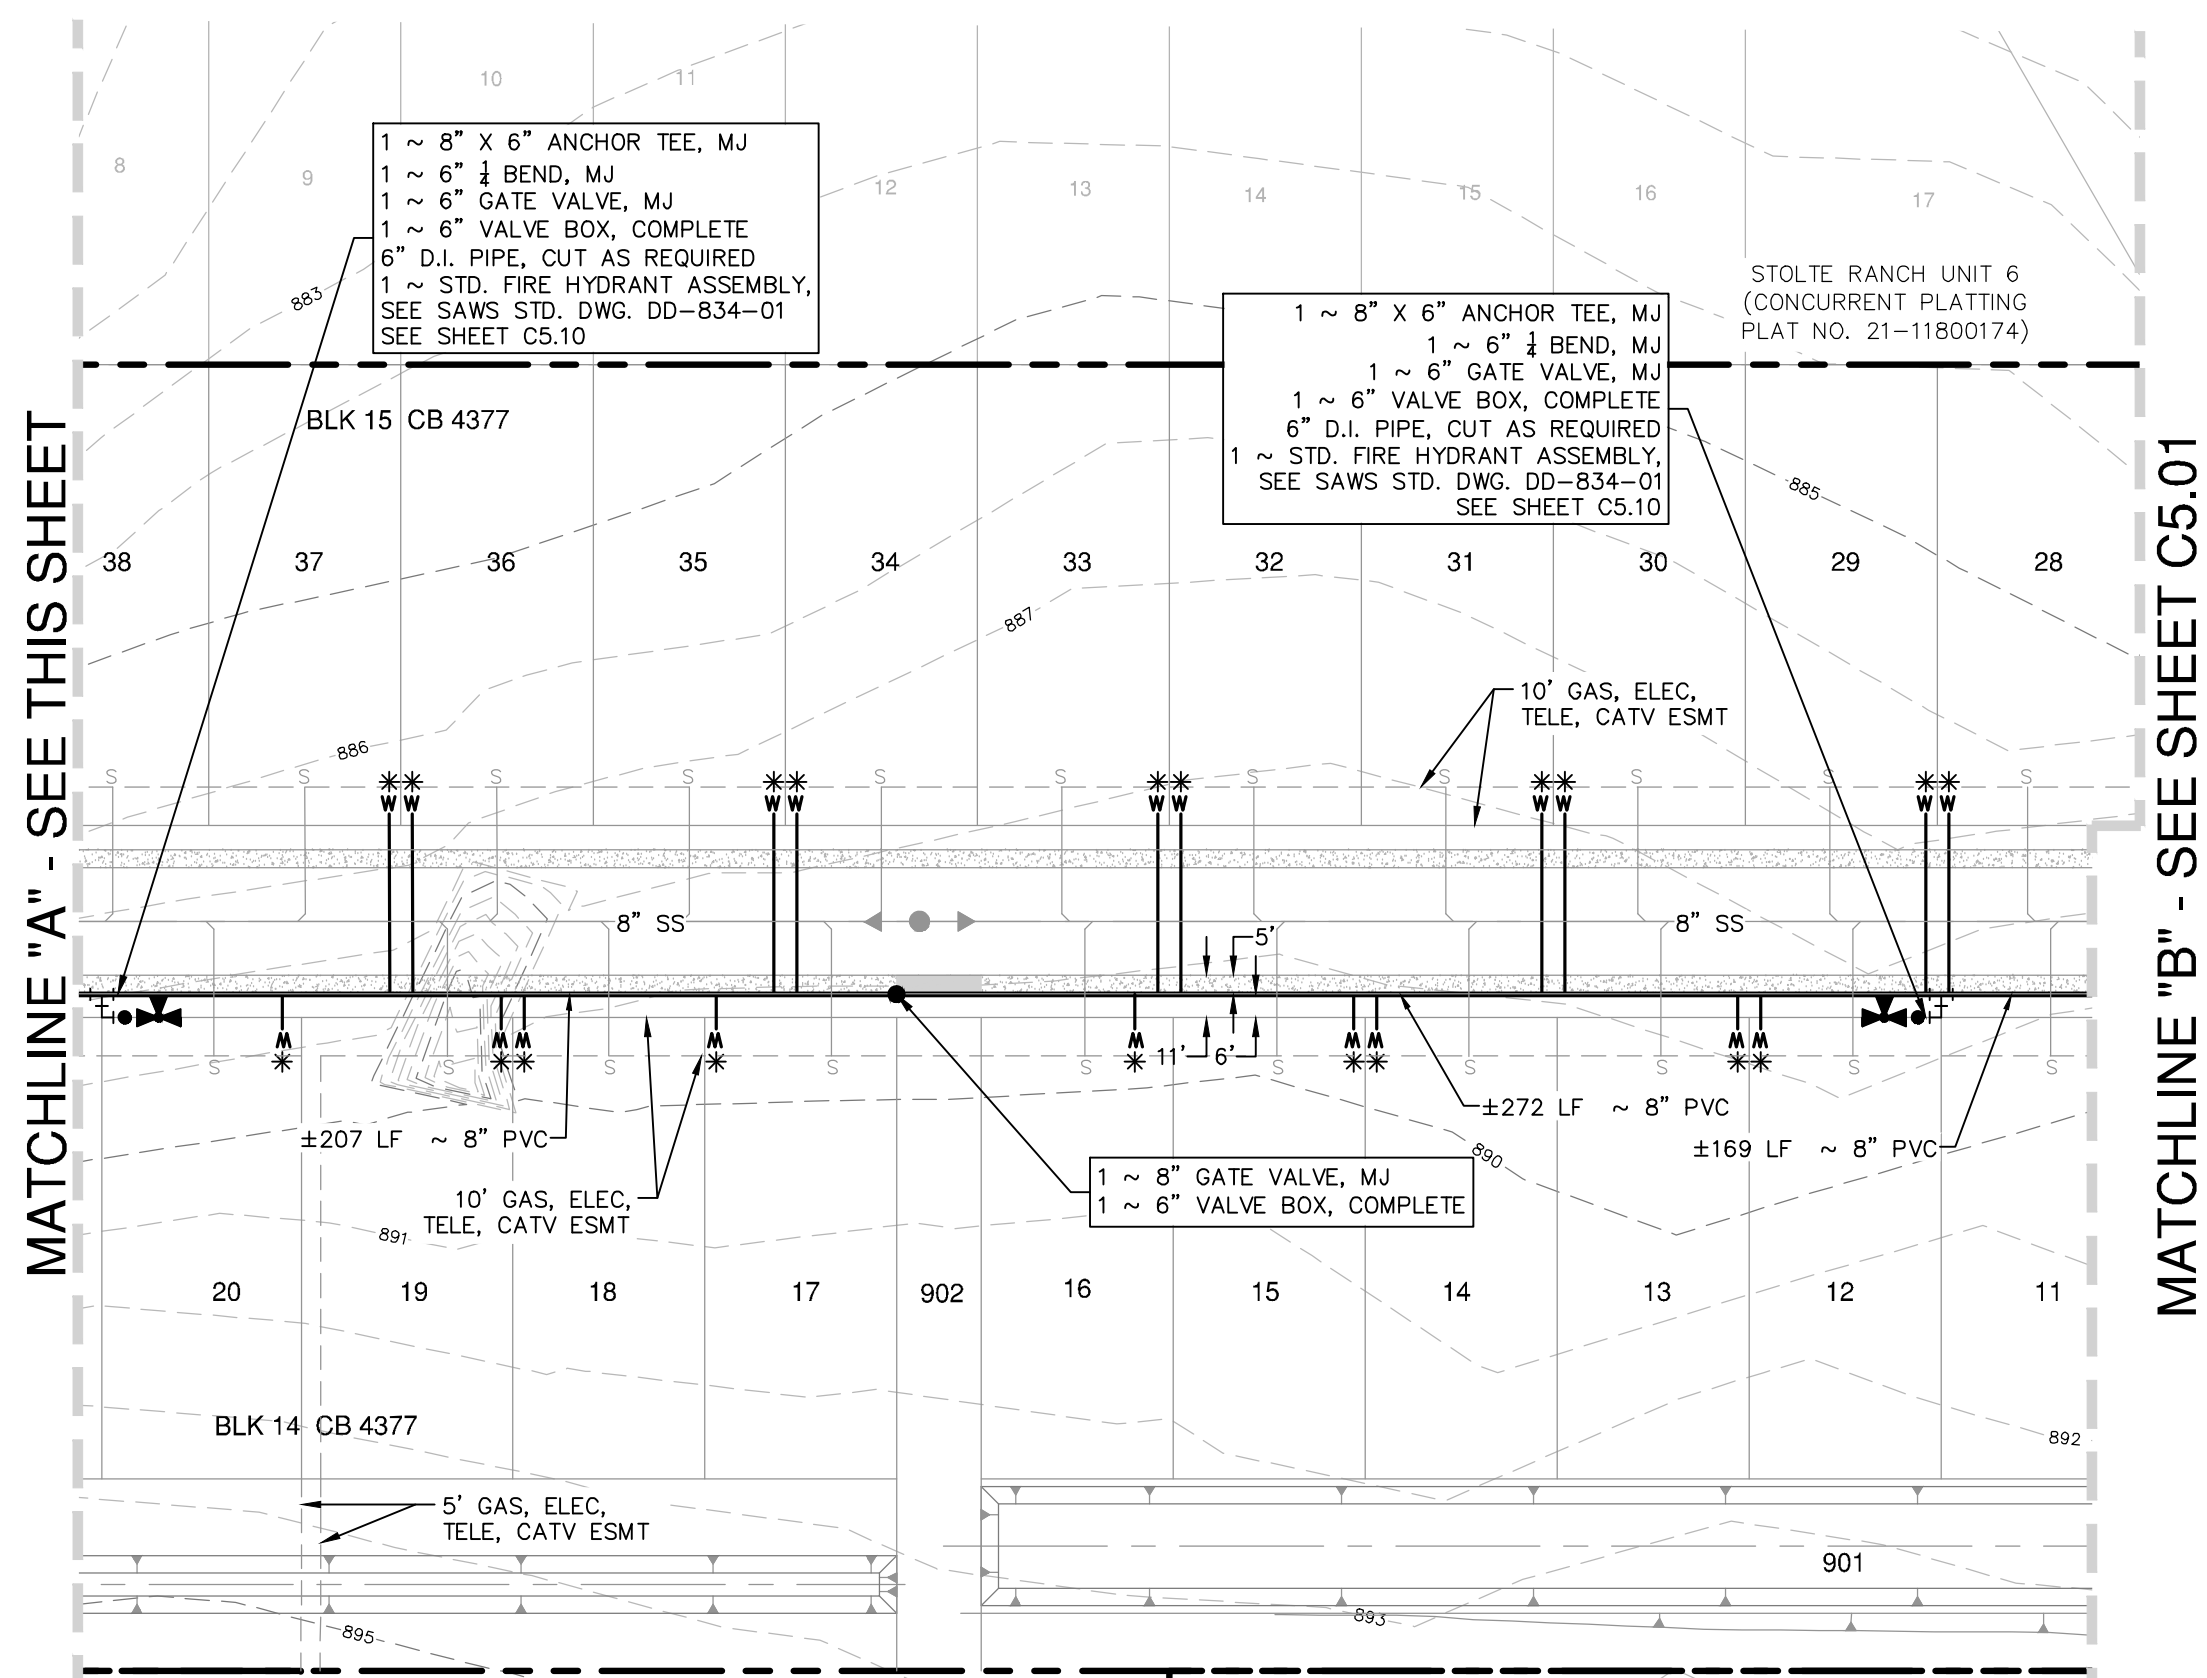 10
11
8
9
12
13
14
15
16
17
1 ~ 8" X 6" ANCHOR TEE, MJ
1 ~ 6" ¼ BEND, MJ
1 ~ 6" GATE VALVE, MJ
1 ~ 6" VALVE BOX, COMPLETE
6" D.I. PIPE, CUT AS REQUIRED
1 ~ STD. FIRE HYDRANT ASSEMBLY,
SEE SAWS STD. DWG. DD-834-01
SEE SHEET C5.10
883
STOLTE RANCH UNIT 6
(CONCURRENT PLATTING
PLAT NO. 21-11800174)
1 ~ 8" X 6" ANCHOR TEE, MJ
1 ~ 6" ¼ BEND, MJ
1 ~ 6" GATE VALVE, MJ
1 ~ 6" VALVE BOX, COMPLETE
6" D.I. PIPE, CUT AS REQUIRED
1 ~ STD. FIRE HYDRANT ASSEMBLY,
SEE SAWS STD. DWG. DD-834-01
SEE SHEET C5.10
BLK 15 CB 4377
885
MATCHLINE "A" - SEE THIS SHEET
MATCHLINE "B" - SEE SHEET C5.01
38
37
36
35
34
33
32
31
30
29
28
887
886
10' GAS, ELEC,
TELE, CATV ESMT
S S S S S S S S S S S
W W W W W W W W W W
8" SS
8" SS
5'
11'
6'
W W W W W W W W W
S S S S S S S S S S
±207 LF ~ 8" PVC
±272 LF ~ 8" PVC
±169 LF ~ 8" PVC
890
10' GAS, ELEC,
TELE, CATV ESMT
1 ~ 8" GATE VALVE, MJ
1 ~ 6" VALVE BOX, COMPLETE
891
20
19
18
17
902
16
15
14
13
12
11
BLK 14 CB 4377
892
5' GAS, ELEC,
TELE, CATV ESMT
901
893
895